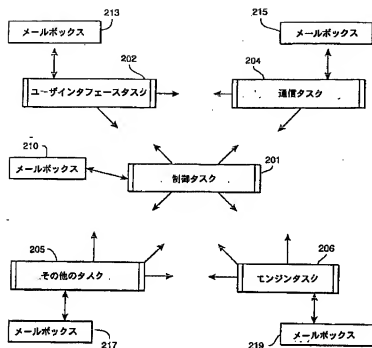 213
メールボックス
202
ユーザインタフェースタスク
215
メールボックス
204
通信タスク
210
メールボックス
201
制御タスク
205
その他のタスク
206
エンジンタスク
メールボックス
217
メールボックス
219